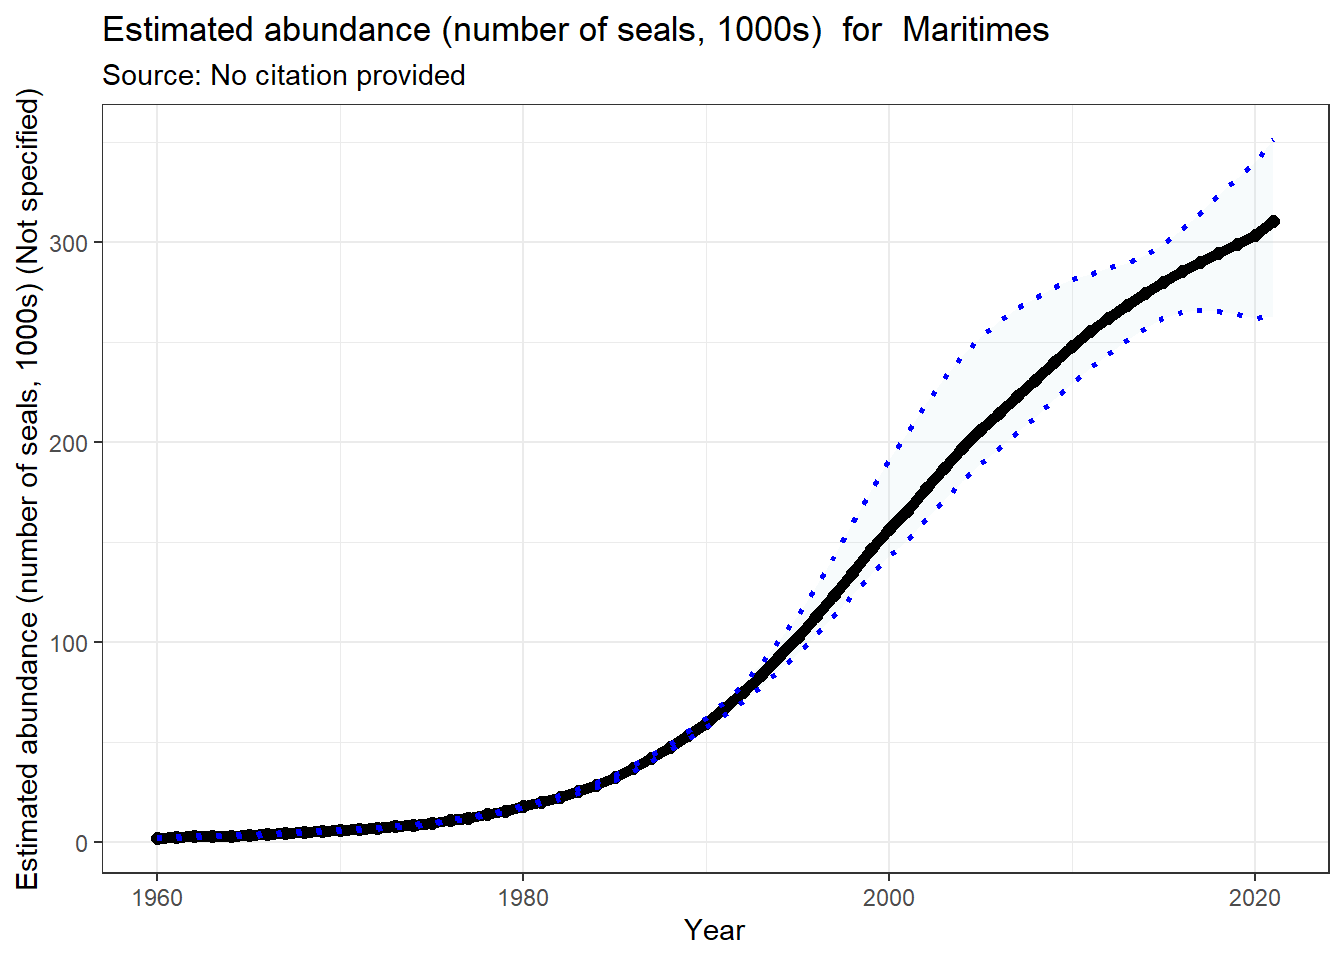 Estimated abundance (number of seals, 1000s)  for  Maritimes
Source: No citation provided
Estimated abundance (number of seals, 1000s) (Not specified)
300
200
100
0
1960 1980 2000 2020
Year